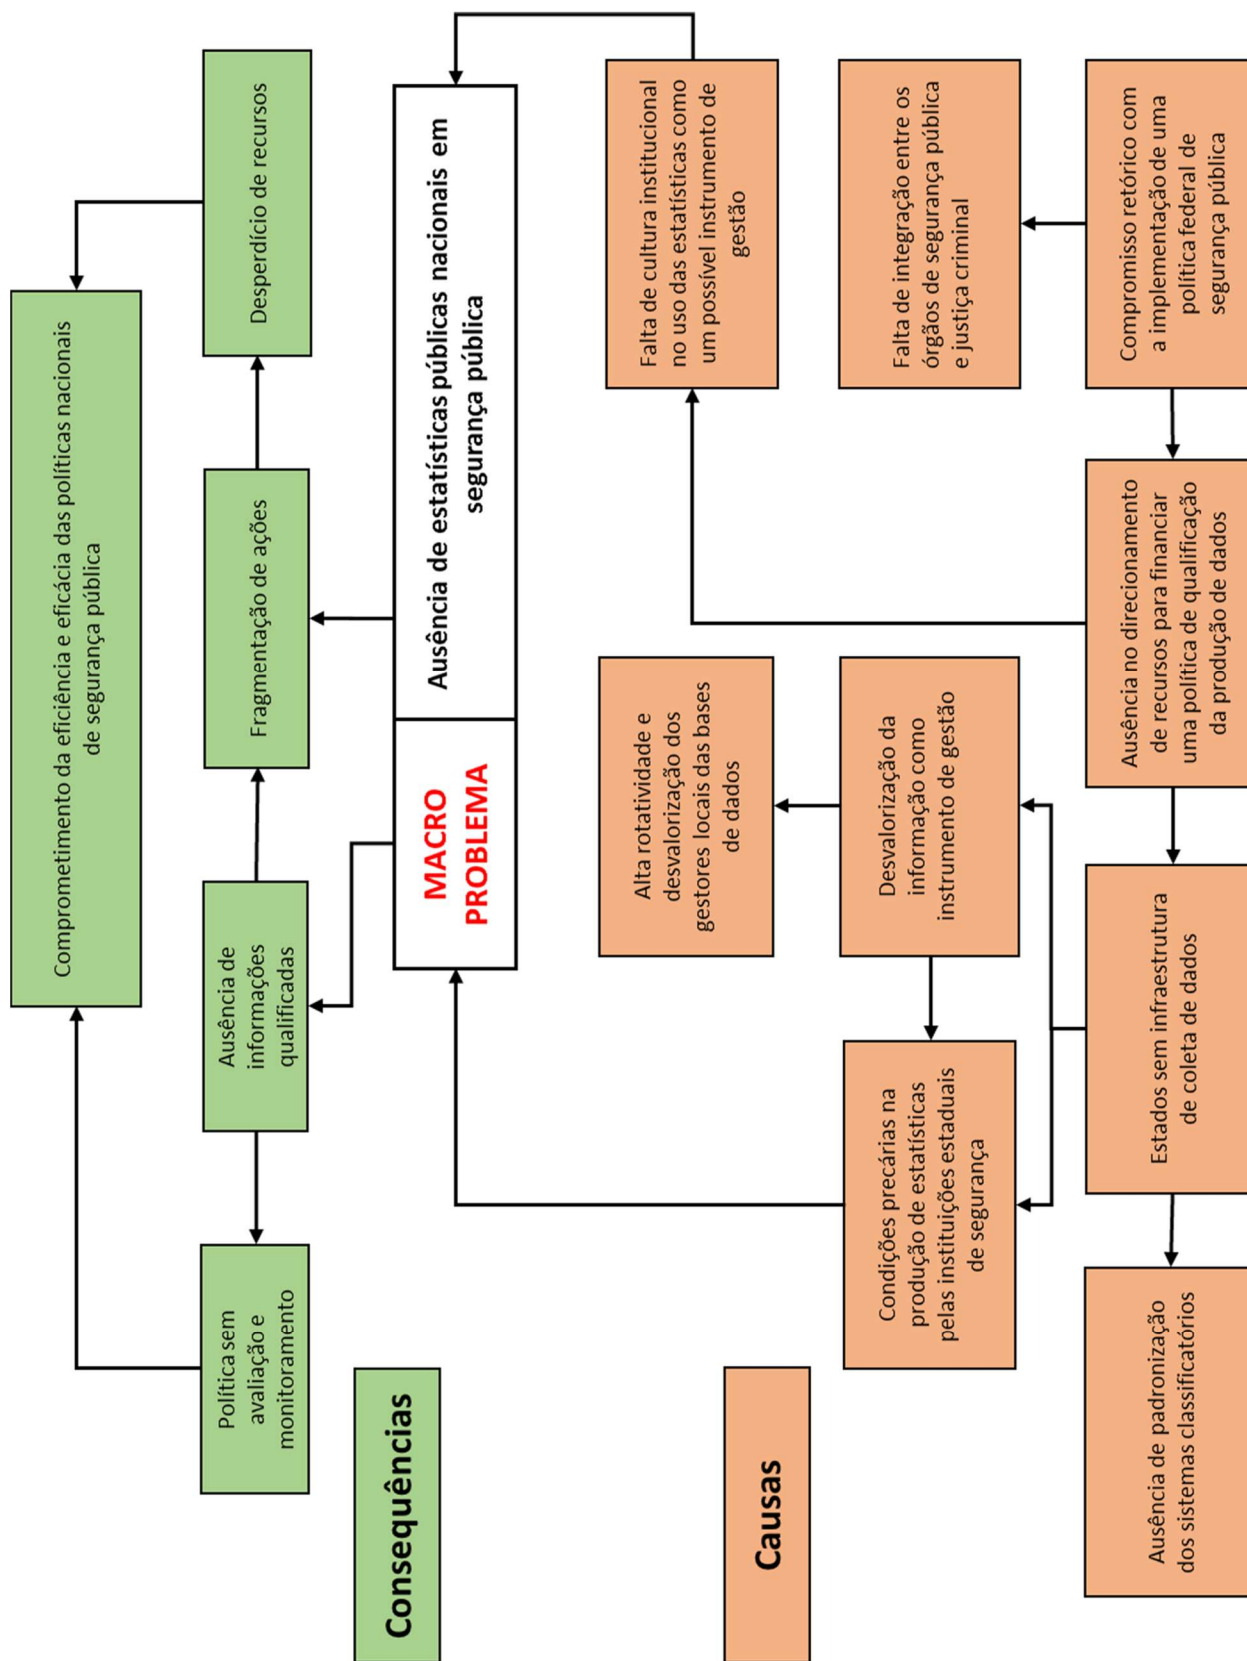 Comprometimento da eficiência e eficácia das políticas nacionais
de segurança pública
Política sem
avaliação e
monitoramento
Ausência de
informações
qualificadas
Fragmentação de ações
Desperdício de recursos
Consequências
MACRO
PROBLEMA
Ausência de estatísticas públicas nacionais em
segurança pública
Alta rotatividade e
desvalorização dos
gestores locais das bases
de dados
Falta de cultura institucional
no uso das estatísticas como
um possível instrumento de
gestão
Causas
Condições precárias na
produção de estatísticas
pelas instituições estaduais
de segurança
Desvalorização da
informação como
instrumento de gestão
Falta de integração entre os
órgãos de segurança pública
e justiça criminal
Ausência de padronização
dos sistemas classificatórios
Estados sem infraestrutura
de coleta de dados
Ausência no direcionamento
de recursos para financiar
uma política de qualificação
da produção de dados
Compromisso retórico com
a implementação de uma
política federal de
segurança pública